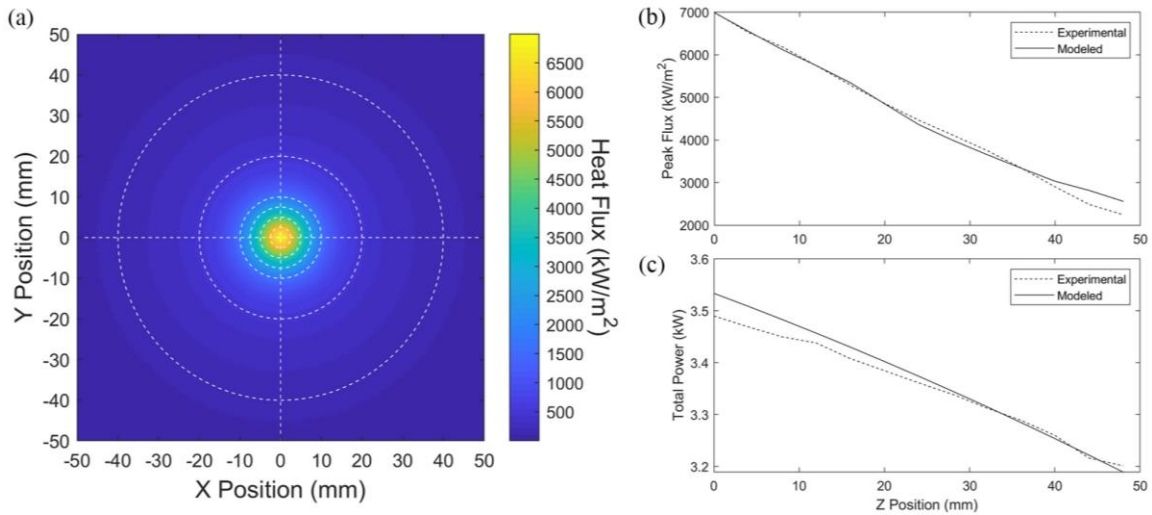 (a)
50
40
30
20
10
0
-10
-20
-30
-40
-50
-50 -40 -30 -20 -10 0 10 20 30 40 50
X Position (mm)
Y Position (mm)
6500
6000
5500
5000
4500
4000
3500
3000
2500
2000
1500
1000
500
Heat Flux (kW/m²)
(b)
7000
6000
5000
4000
3000
2000
0 10 20 30 40 50
Peak Flux (kW/m²)
Experimental
Modeled
(c)
3.6
3.5
3.4
3.3
3.2
0 10 20 30 40 50
Total Power (kW)
Z Position (mm)
Experimental
Modeled